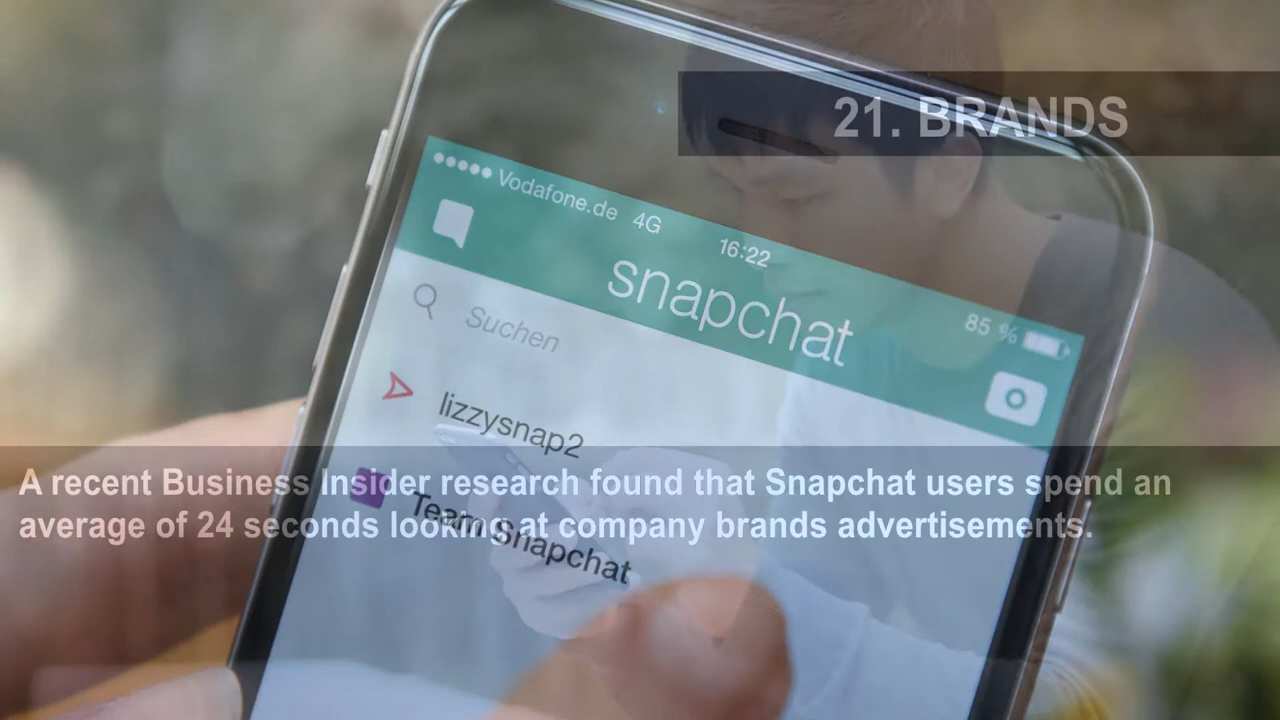 21. BRANDS
Vodafone.de 4G 16:22 85 %
snapchat
Suchen
lizzysnap2
Team Snapchat
A recent Business Insider research found that Snapchat users spend an
average of 24 seconds looking at company brands advertisements.